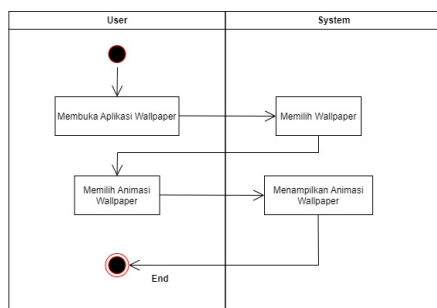 User
System
Membuka Aplikasi Wallpaper
Memilih Wallpaper
Memilih Animasi
Wallpaper
Menampilkan Animasi
Wallpaper
End